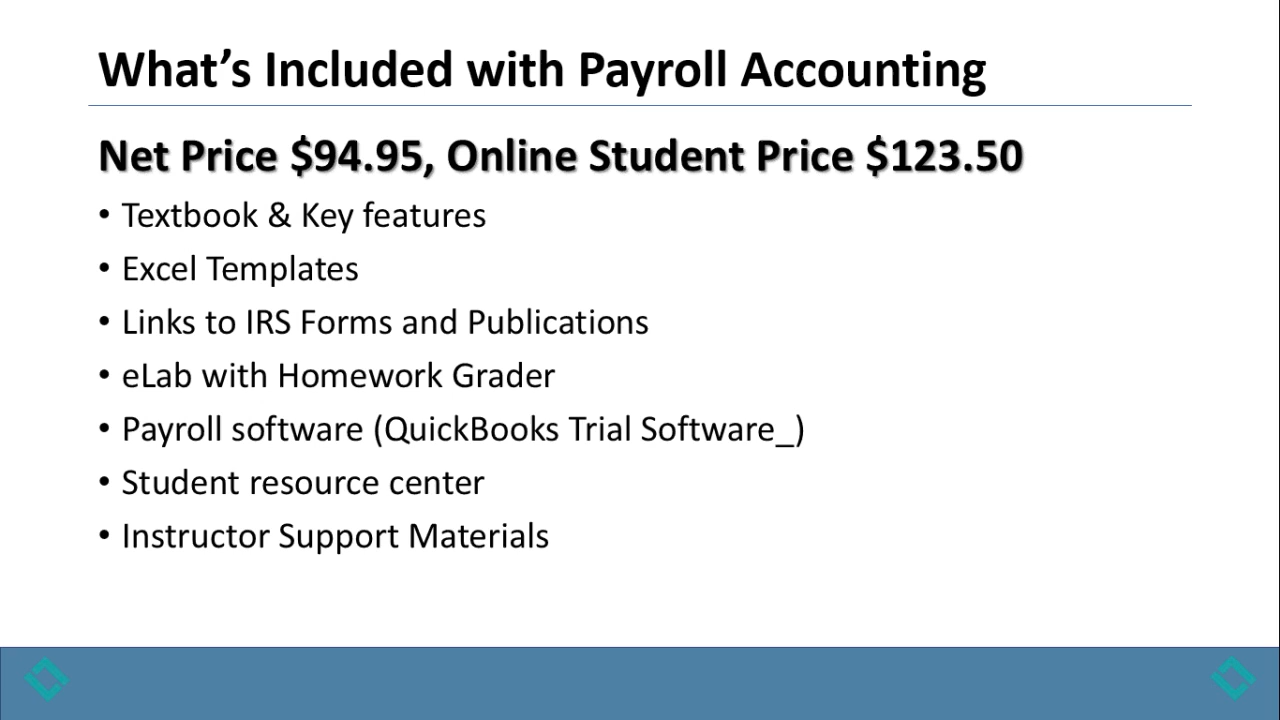 What’s Included with Payroll Accounting
Net Price $94.95, Online Student Price $123.50
• Textbook & Key features
• Excel Templates
• Links to IRS Forms and Publications
• eLab with Homework Grader
• Payroll software (QuickBooks Trial Software_)
• Student resource center
• Instructor Support Materials